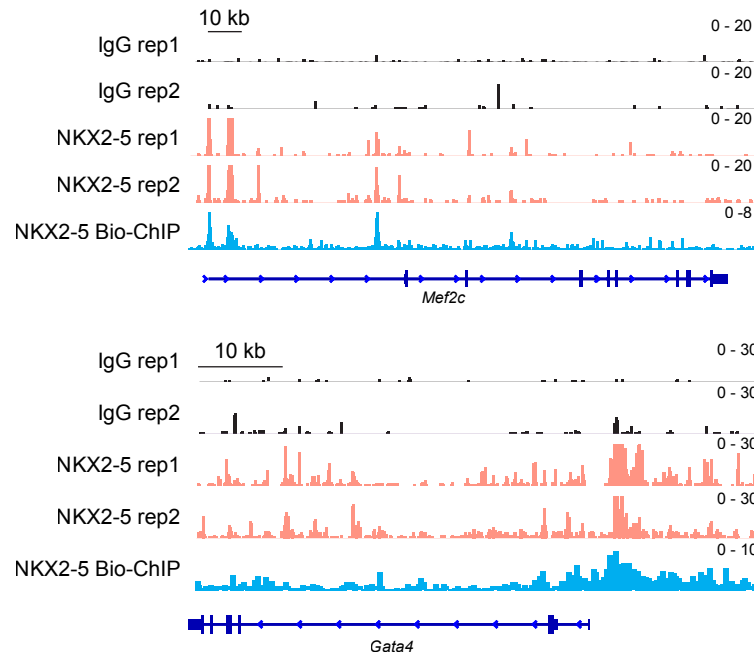 10 kb
0 - 20
IgG rep1
0 - 20
IgG rep2
0 - 20
NKX2-5 rep1
0 - 20
NKX2-5 rep2
0 -8
NKX2-5 Bio-ChIP
Mef2c
10 kb
0 - 30
IgG rep1
0 - 30
IgG rep2
0 - 30
NKX2-5 rep1
0 - 30
NKX2-5 rep2
0 - 10
NKX2-5 Bio-ChIP
Gata4